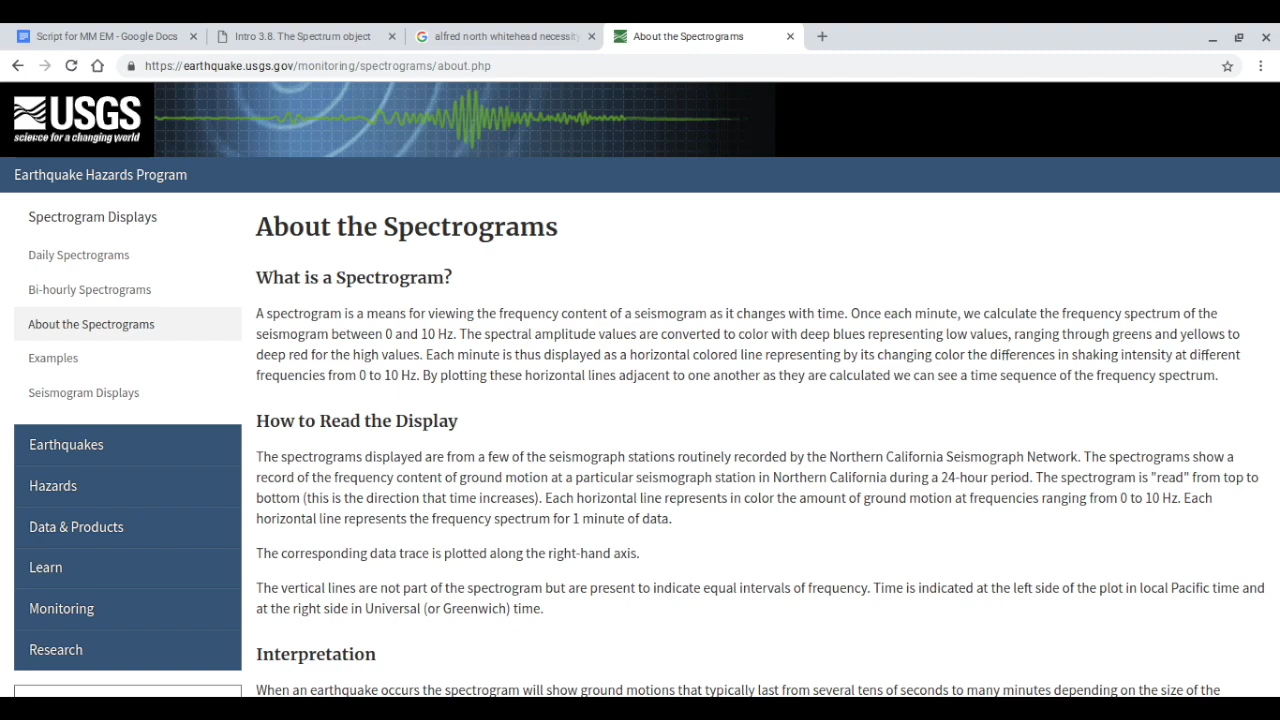 Script for MM EM - Google Docs
Intro 3.8. The Spectrum object
alfred north whitehead necessity
About the Spectrograms
https://earthquake.usgs.gov/monitoring/spectrograms/about.php
USGS
science for a changing world
Earthquake Hazards Program
Spectrogram Displays
Daily Spectrograms
Bi-hourly Spectrograms
About the Spectrograms
Examples
Seismogram Displays
Earthquakes
Hazards
Data & Products
Learn
Monitoring
Research
About the Spectrograms
What is a Spectrogram?
A spectrogram is a means for viewing the frequency content of a seismogram as it changes with time. Once each minute, we calculate the frequency spectrum of the
seismogram between 0 and 10 Hz. The spectral amplitude values are converted to color with deep blues representing low values, ranging through greens and yellows to
deep red for the high values. Each minute is thus displayed as a horizontal colored line representing by its changing color the differences in shaking intensity at different
frequencies from 0 to 10 Hz. By plotting these horizontal lines adjacent to one another as they are calculated we can see a time sequence of the frequency spectrum.
How to Read the Display
The spectrograms displayed are from a few of the seismograph stations routinely recorded by the Northern California Seismograph Network. The spectrograms show a
record of the frequency content of ground motion at a particular seismograph station in Northern California during a 24-hour period. The spectrogram is "read" from top to
bottom (this is the direction that time increases). Each horizontal line represents in color the amount of ground motion at frequencies ranging from 0 to 10 Hz. Each
horizontal line represents the frequency spectrum for 1 minute of data.
The corresponding data trace is plotted along the right-hand axis.
The vertical lines are not part of the spectrogram but are present to indicate equal intervals of frequency. Time is indicated at the left side of the plot in local Pacific time and
at the right side in Universal (or Greenwich) time.
Interpretation
When an earthquake occurs the spectrogram will show ground motions that typically last from several tens of seconds to many minutes depending on the size of the